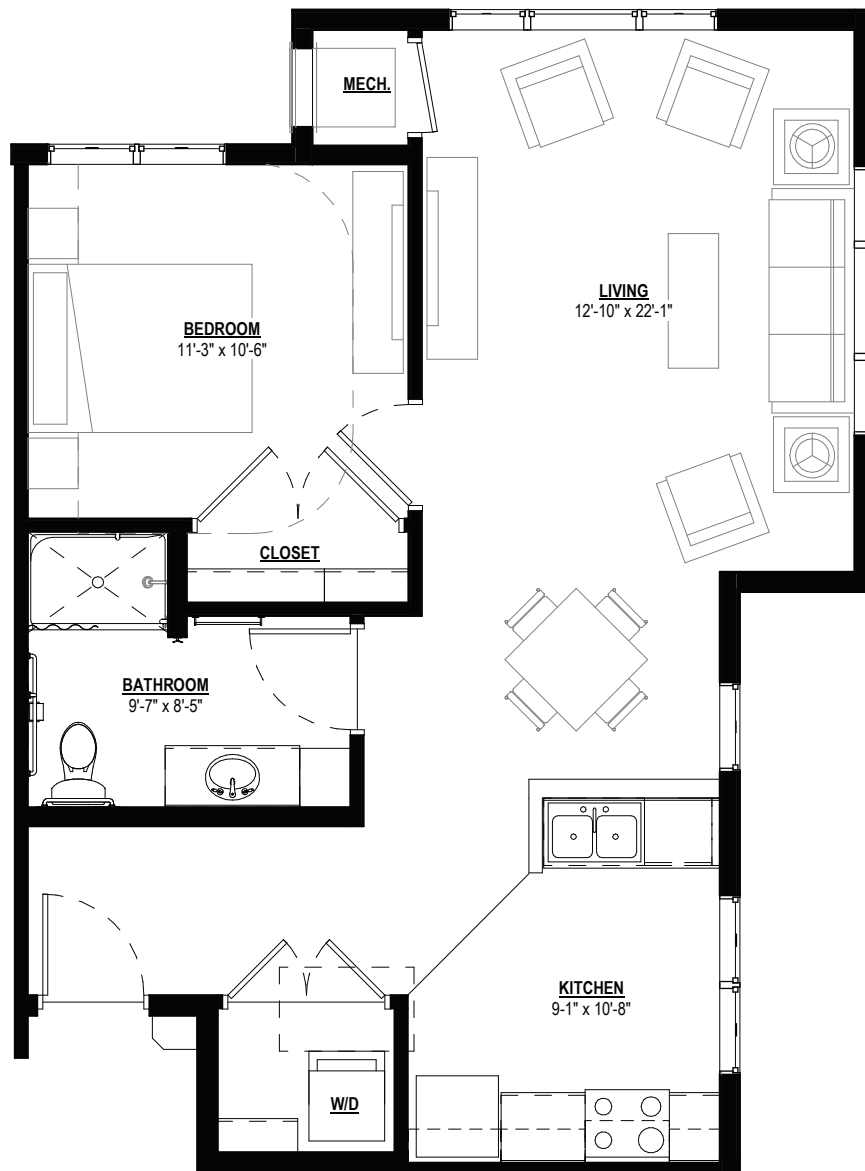 MECH.
LIVING
12'-10" x 22'-1"
BEDROOM
11'-3" x 10'-6"
CLOSET
BATHROOM
9'-7" x 8'-5"
KITCHEN
9-1" x 10'-8"
W/D